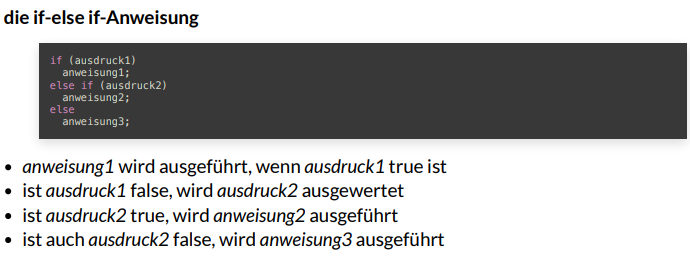 die if-else if-Anweisung
if (ausdruck1)
anweisung1;
else if (ausdruck2)
anweisung2;
else
anweisung3;
• anweisung1 wird ausgeführt, wenn ausdruck1 true ist
• ist ausdruck1 false, wird ausdruck2 ausgewertet
• ist ausdruck2 true, wird anweisung2 ausgeführt
• ist auch ausdruck2 false, wird anweisung3 ausgeführt